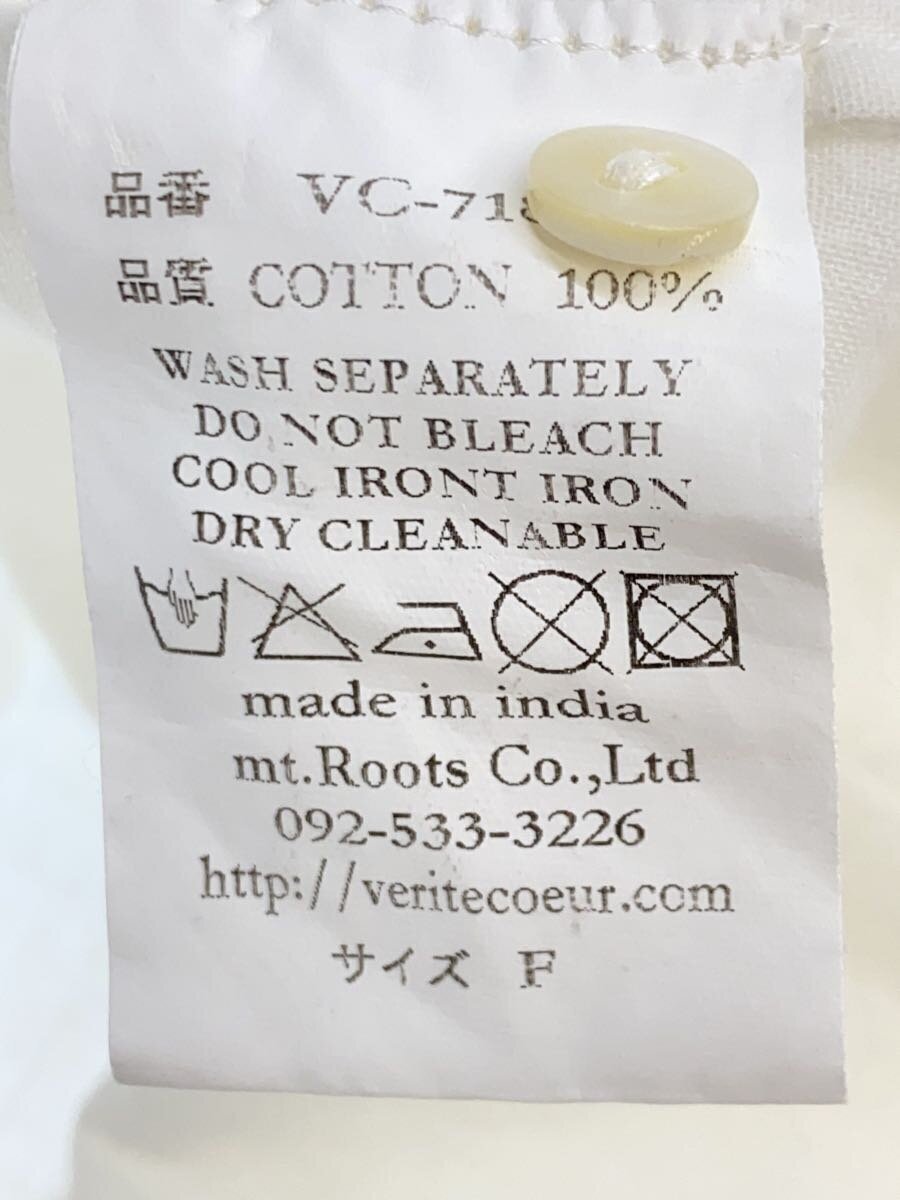 品番 VC-718
品質 COTTON 100%
WASH SEPARATELY
DO NOT BLEACH
COOL IRONT IRON
DRY CLEANABLE
made in india
mt.Roots Co.,Ltd
092-533-3226
http://veritecoeur.com
サイズ F